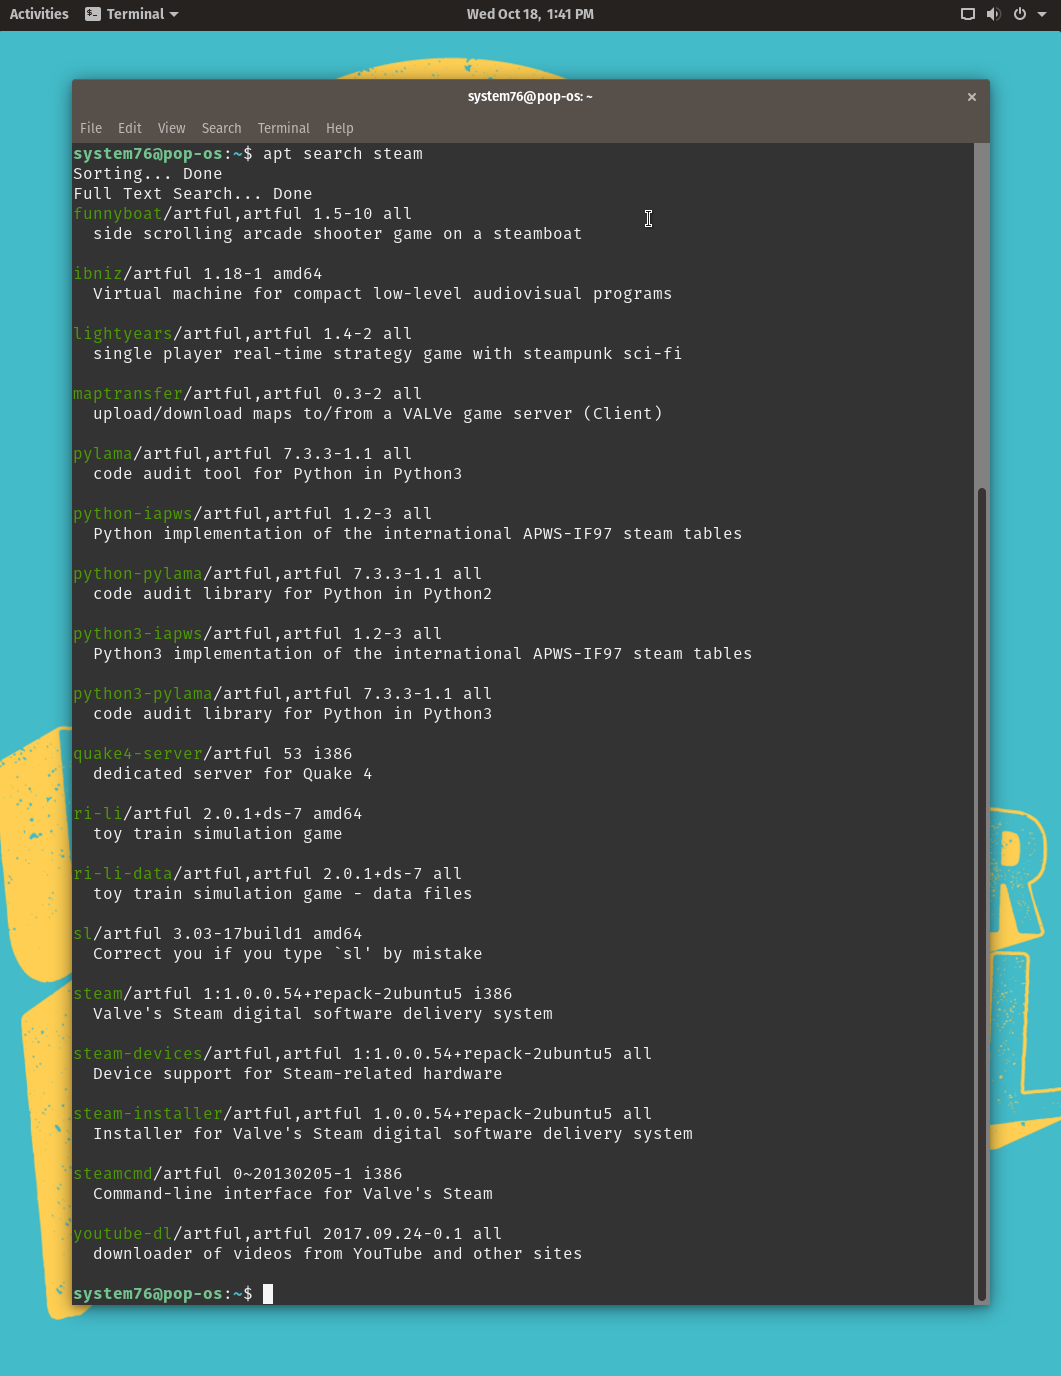 Activities Terminal Wed Oct 18, 1:41 PM
system76@pop-os: ~ ×
File Edit View Search Terminal Help
system76@pop-os:~$ apt search steam
Sorting... Done
Full Text Search... Done
funnyboat/artful,artful 1.5-10 all
  side scrolling arcade shooter game on a steamboat

ibniz/artful 1.18-1 amd64
  Virtual machine for compact low-level audiovisual programs

lightyears/artful,artful 1.4-2 all
  single player real-time strategy game with steampunk sci-fi

maptransfer/artful,artful 0.3-2 all
  upload/download maps to/from a VALVe game server (Client)

pylama/artful,artful 7.3.3-1.1 all
  code audit tool for Python in Python3

python-iapws/artful,artful 1.2-3 all
  Python implementation of the international APWS-IF97 steam tables

python-pylama/artful,artful 7.3.3-1.1 all
  code audit library for Python in Python2

python3-iapws/artful,artful 1.2-3 all
  Python3 implementation of the international APWS-IF97 steam tables

python3-pylama/artful,artful 7.3.3-1.1 all
  code audit library for Python in Python3

quake4-server/artful 53 i386
  dedicated server for Quake 4

ri-li/artful 2.0.1+ds-7 amd64
  toy train simulation game

ri-li-data/artful,artful 2.0.1+ds-7 all
  toy train simulation game - data files

sl/artful 3.03-17build1 amd64
  Correct you if you type `sl' by mistake

steam/artful 1:1.0.0.54+repack-2ubuntu5 i386
  Valve's Steam digital software delivery system

steam-devices/artful,artful 1:1.0.0.54+repack-2ubuntu5 all
  Device support for Steam-related hardware

steam-installer/artful,artful 1.0.0.54+repack-2ubuntu5 all
  Installer for Valve's Steam digital software delivery system

steamcmd/artful 0~20130205-1 i386
  Command-line interface for Valve's Steam

youtube-dl/artful,artful 2017.09.24-0.1 all
  downloader of videos from YouTube and other sites

system76@pop-os:~$